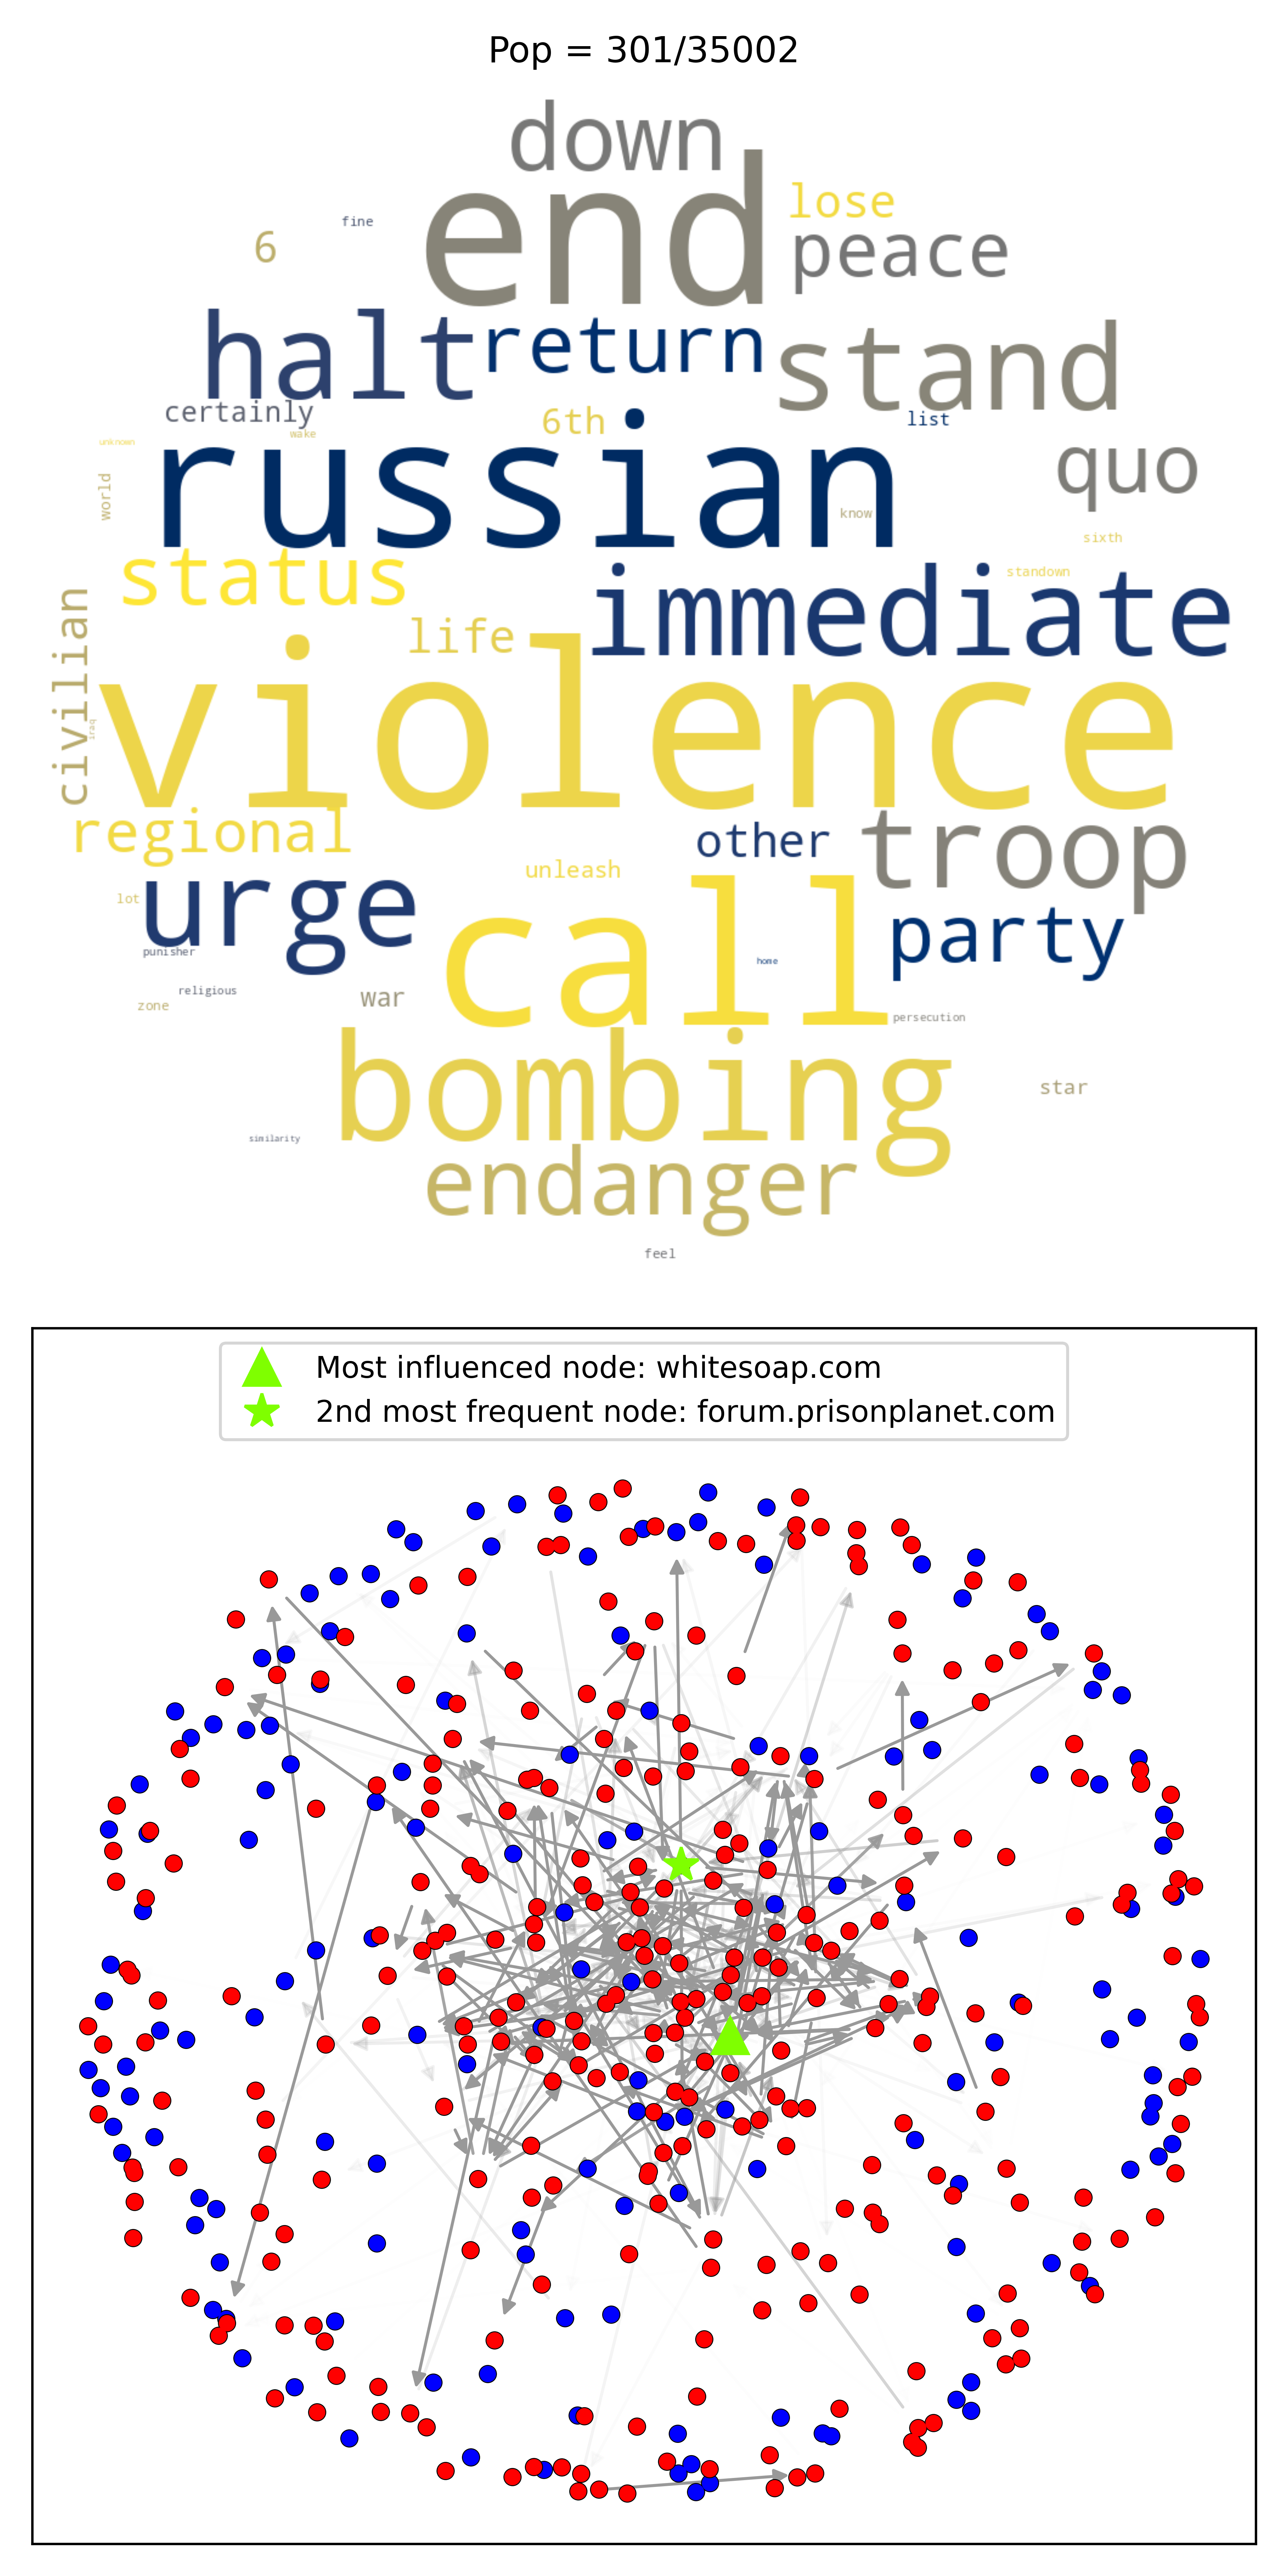 Pop = 301/35002
down
end
lose
6
fine
peace
halt
return
stand
certainly
6th
list
unknown
wake
russian
quo
world
know
sixth
status
standown
immediate
civilian
life
violence
iraq
regional
other
troop
unleash
lot
urge
call
party
punisher
home
religious
zone
war
persecution
bombing
star
similarity
endanger
feel
Most influenced node: whitesoap.com
2nd most frequent node: forum.prisonplanet.com